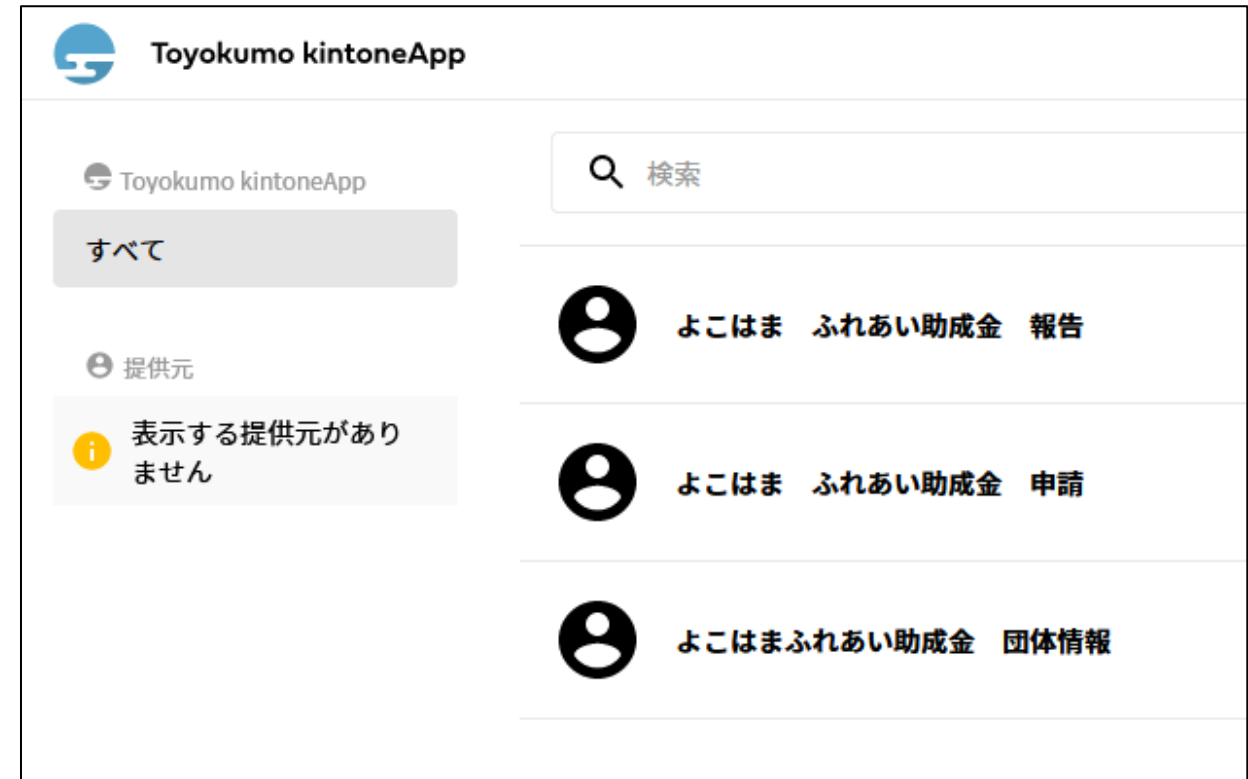 Toyokumo kintoneApp
Toyokumo kintoneApp
すべて
提供元
表示する提供元があり
ません
検索
よこはま　ふれあい助成金　報告
よこはま　ふれあい助成金　申請
よこはまふれあい助成金　団体情報